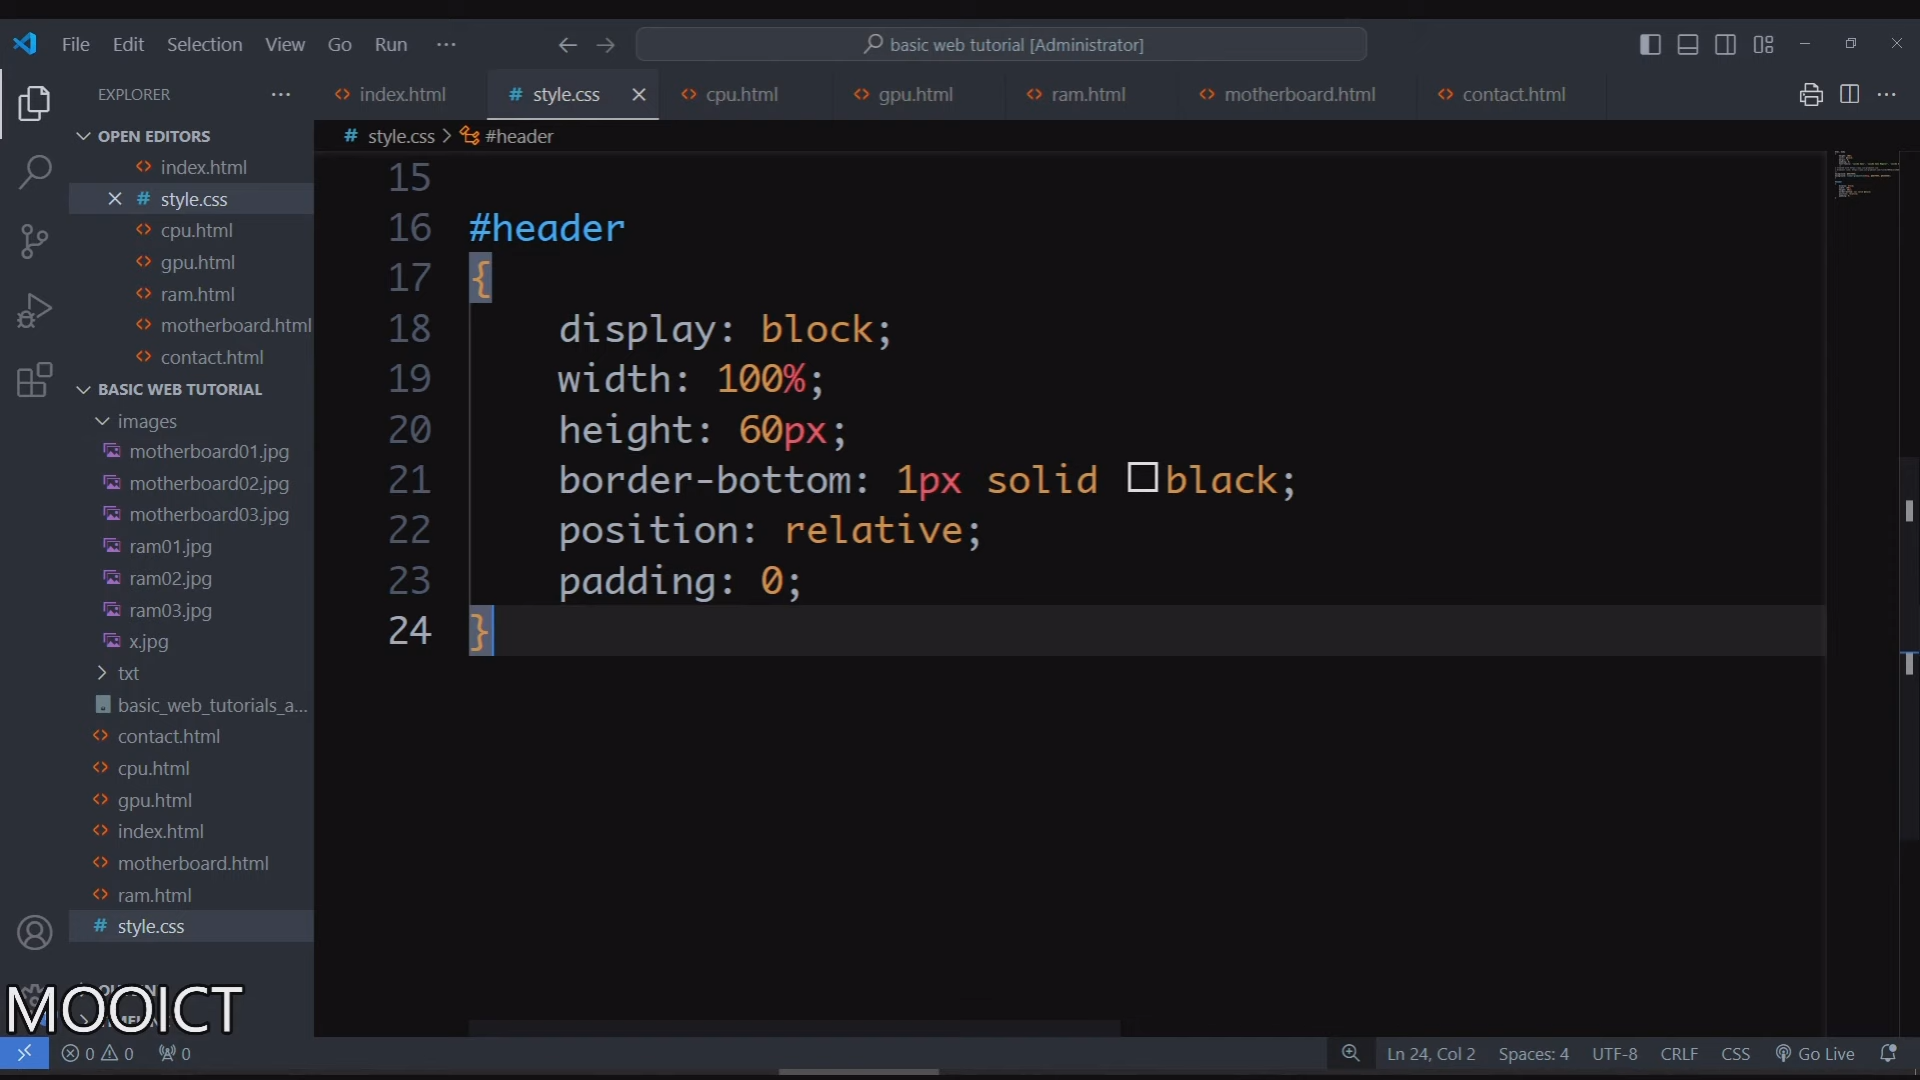 File Edit Selection View Go Run ···
basic web tutorial [Administrator]
EXPLORER ···
index.html # style.css cpu.html gpu.html ram.html motherboard.html contact.html ···
OPEN EDITORS
index.html
# style.css
cpu.html
gpu.html
ram.html
motherboard.html
contact.html
BASIC WEB TUTORIAL
images
motherboard01.jpg
motherboard02.jpg
motherboard03.jpg
ram01.jpg
ram02.jpg
ram03.jpg
x.jpg
txt
basic_web_tutorials_a...
contact.html
cpu.html
gpu.html
index.html
motherboard.html
ram.html
# style.css
# style.css > #header
15
16 #header
17 {
18 display: block;
19 width: 100%;
20 height: 60px;
21 border-bottom: 1px solid black;
22 position: relative;
23 padding: 0;
24 }
MOOICT
0 0 0
Ln 24, Col 2 Spaces: 4 UTF-8 CRLF CSS Go Live